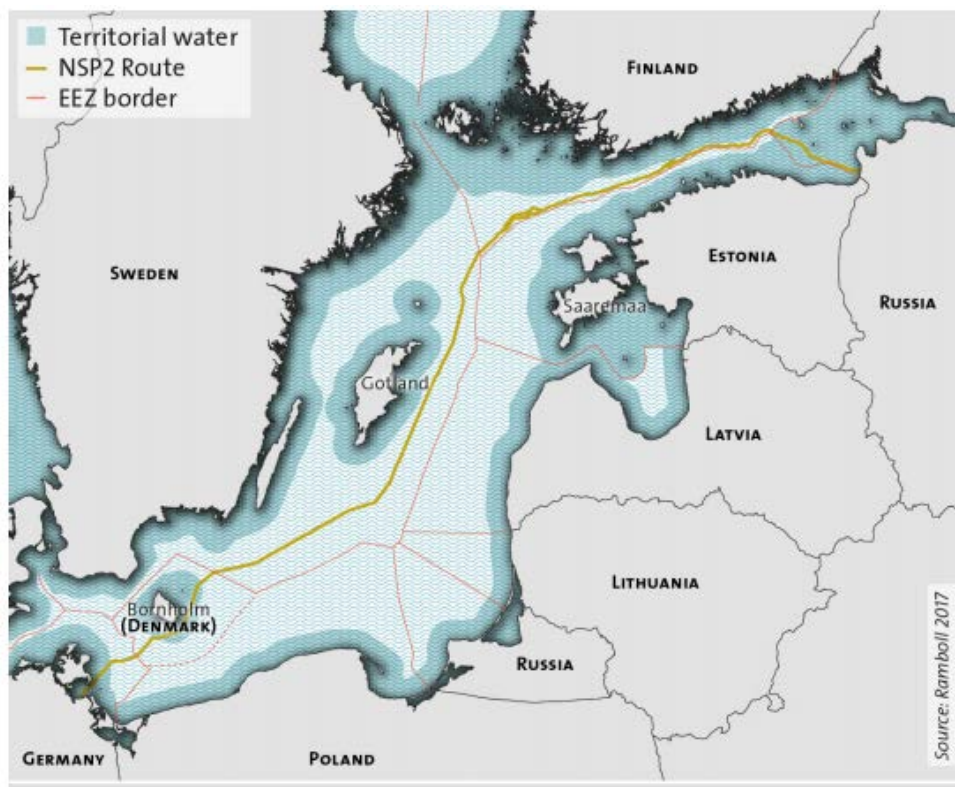 Territorial water
NSP2 Route
EEZ border
FINLAND
SWEDEN
ESTONIA
RUSSIA
Saaremaa
Gotland
LATVIA
LITHUANIA
Bornholm
(DENMARK)
RUSSIA
GERMANY
POLAND
Source: Ramboll 2017